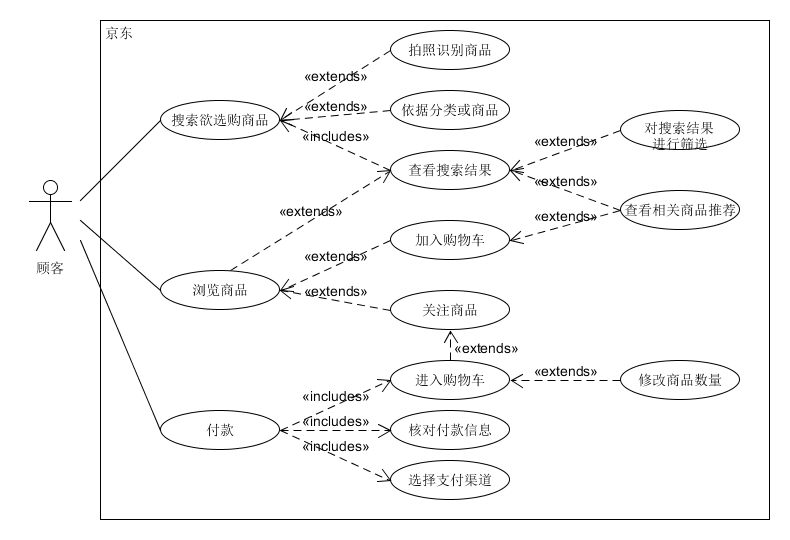 京东
拍照识别商品
«extends»
«extends»
依据分类或商品
搜索欲选购商品
«includes»
对搜索结果
进行筛选
«extends»
查看搜索结果
«extends»
«extends»
查看相关商品推荐
«extends»
加入购物车
«extends»
顾客
浏览商品
«extends»
关注商品
«extends»
进入购物车
«extends»
修改商品数量
«includes»
«includes»
付款
核对付款信息
«includes»
选择支付渠道